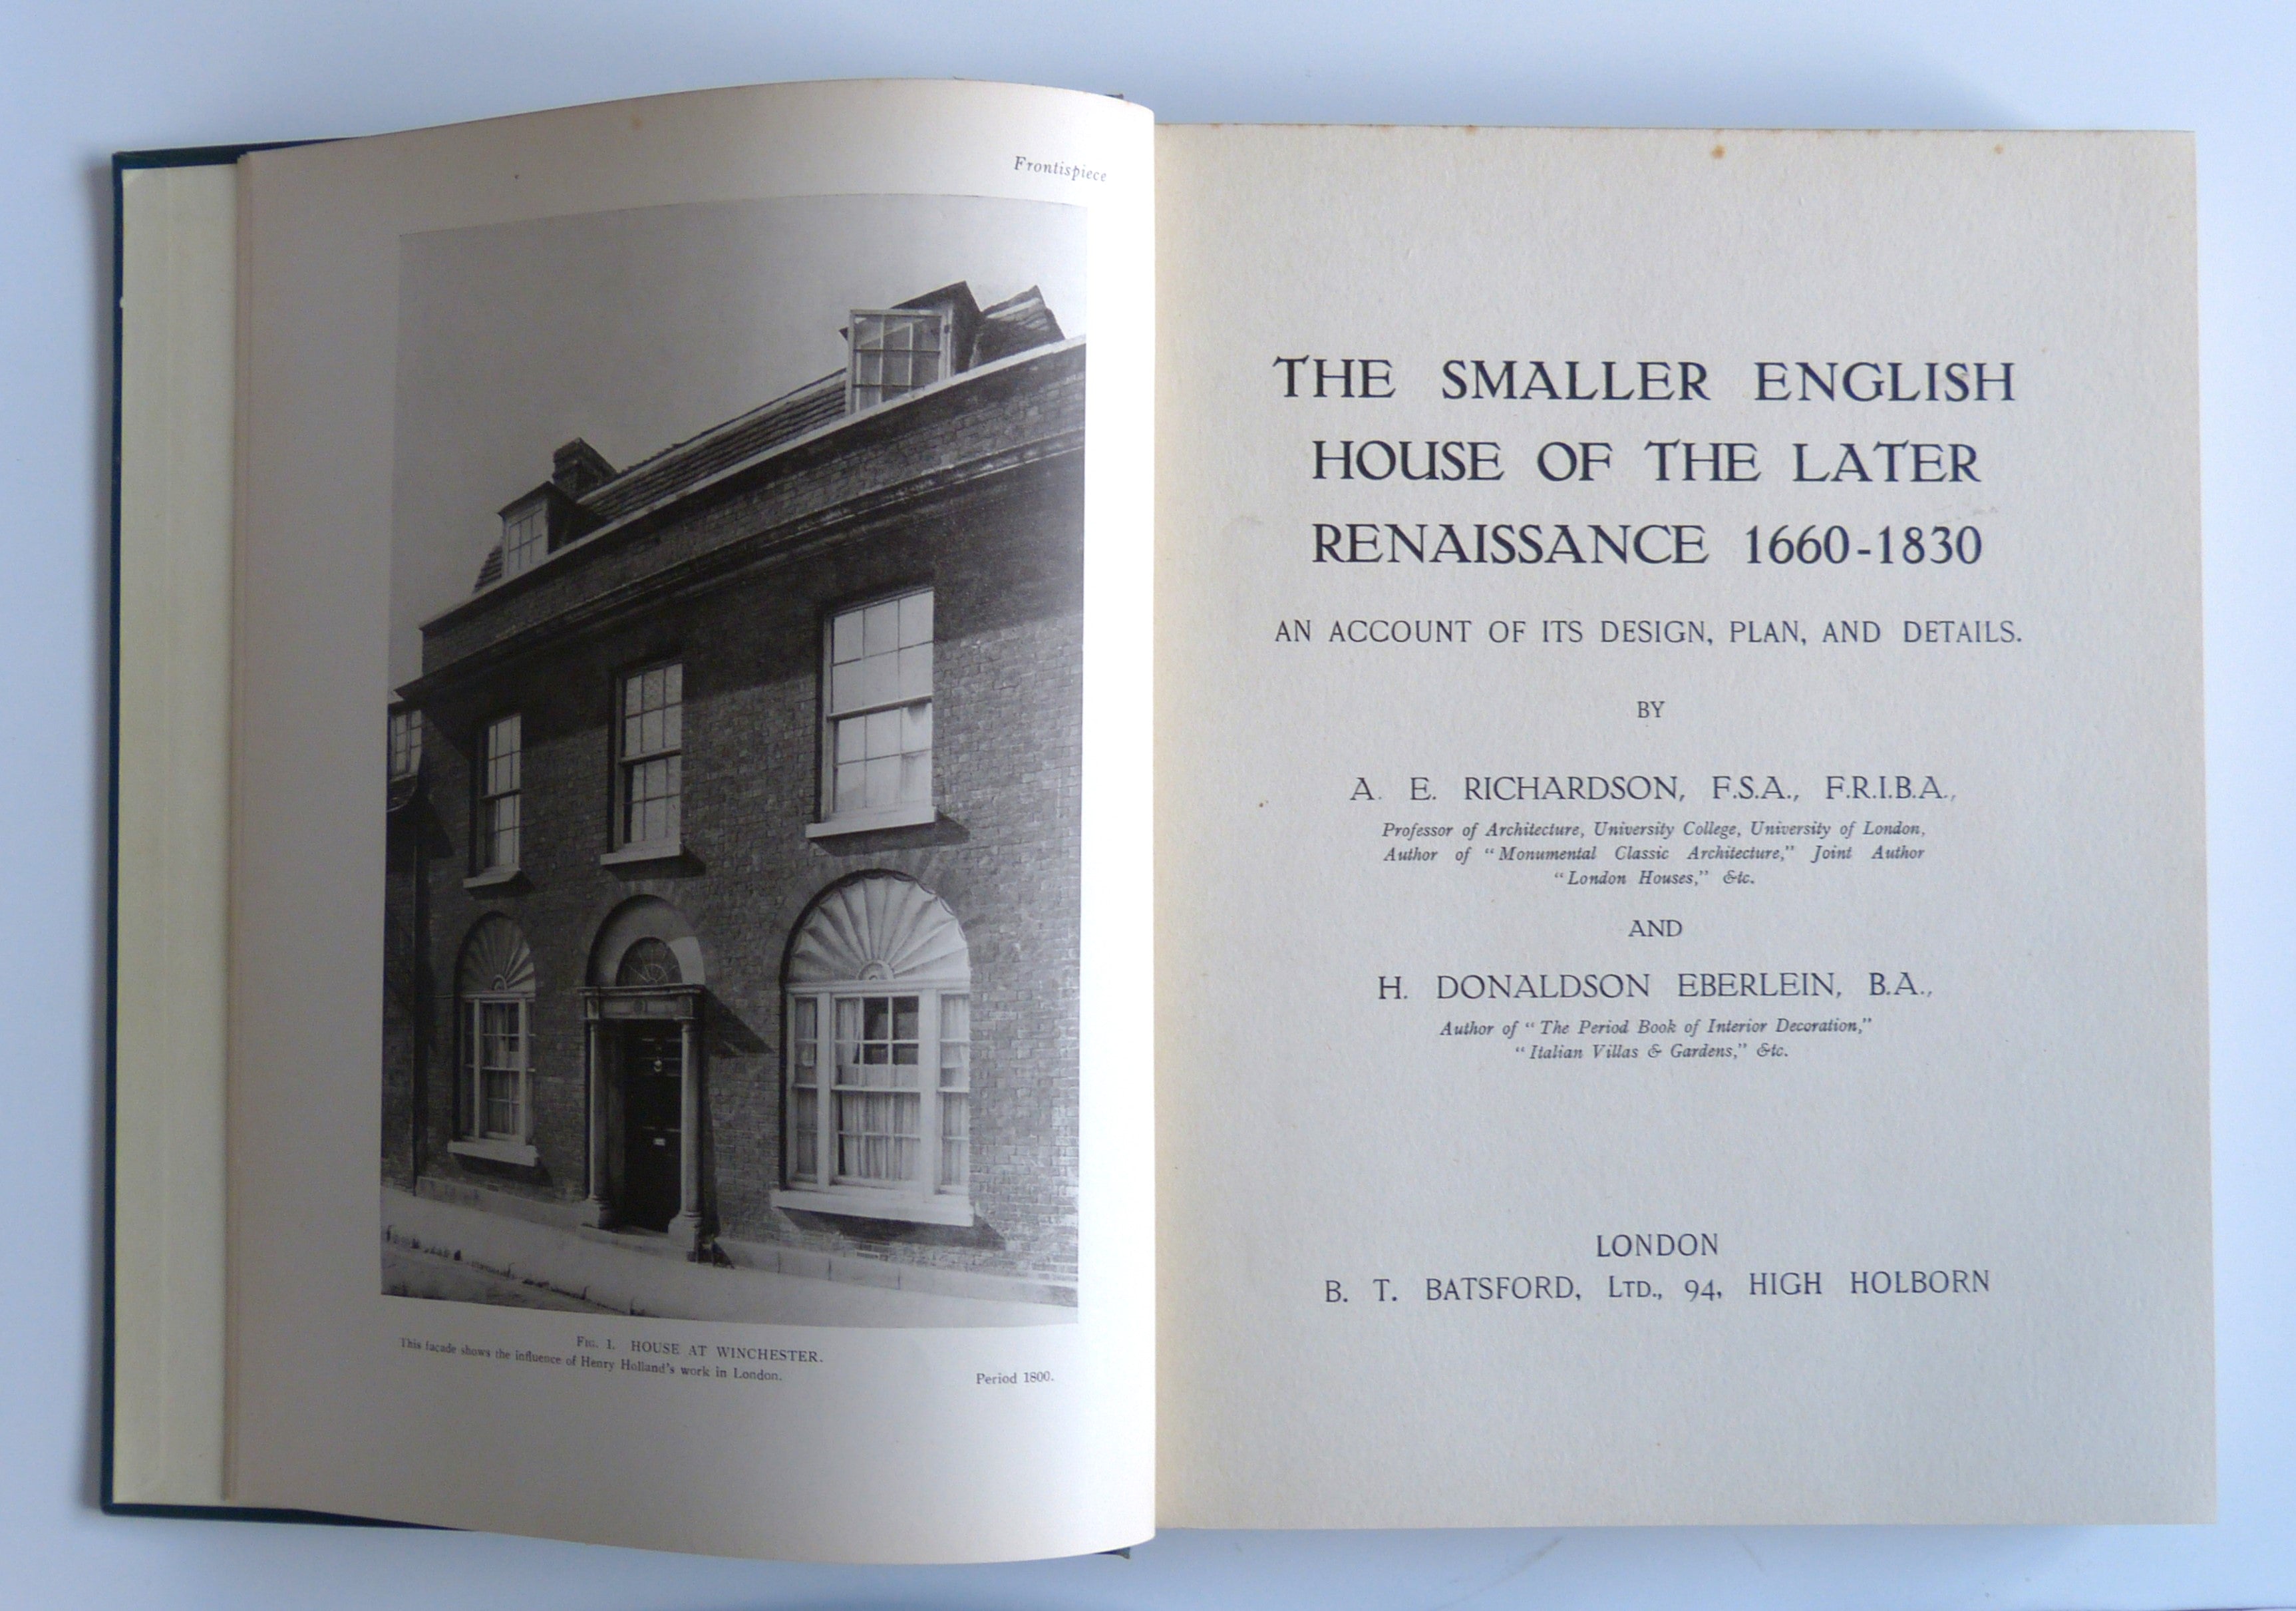 Frontispiece
Fig. 1. HOUSE AT WINCHESTER.
This facade shows the influence of Henry Holland's work in London.
Period 1800.
THE SMALLER ENGLISH
HOUSE OF THE LATER
RENAISSANCE 1660-1830
AN ACCOUNT OF ITS DESIGN, PLAN, AND DETAILS.
BY
A. E. RICHARDSON, F.S.A., F.R.I.B.A.,
Professor of Architecture, University College, University of London,
Author of "Monumental Classic Architecture," Joint Author
"London Houses," &c.
AND
H. DONALDSON EBERLEIN, B.A.,
Author of "The Period Book of Interior Decoration,"
"Italian Villas & Gardens," &tc.
LONDON
B. T. BATSFORD, LTD., 94, HIGH HOLBORN